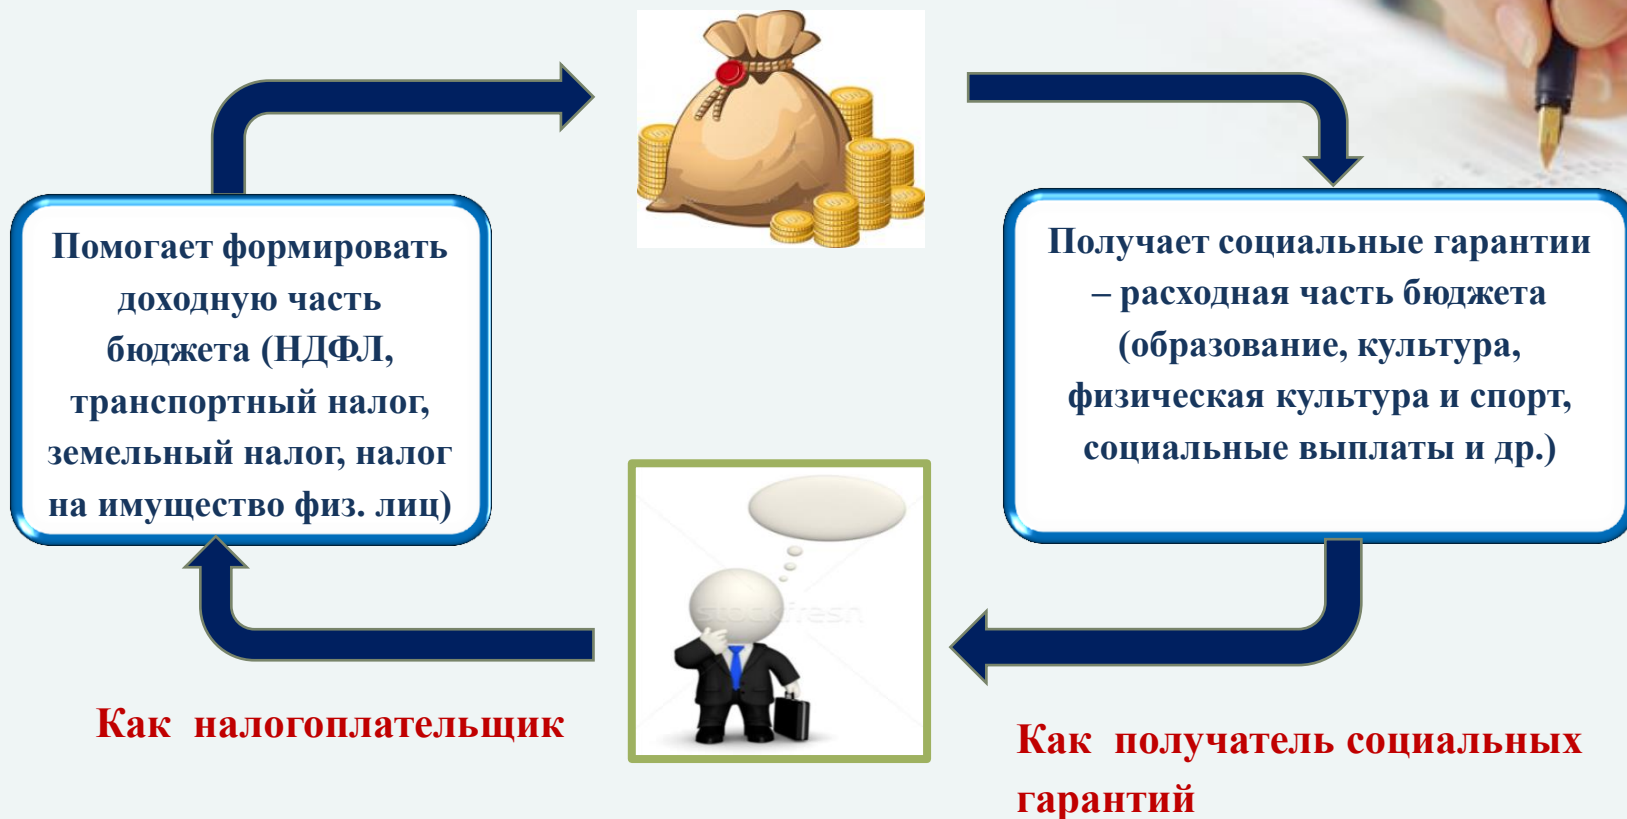 Помогает формировать
доходную часть
бюджета (НДФЛ,
транспортный налог,
земельный налог, налог
на имущество физ. лиц)
Получает социальные гарантии
– расходная часть бюджета
(образование, культура,
физическая культура и спорт,
социальные выплаты и др.)
stockfresh
Как налогоплательщик
Как получатель социальных
гарантий